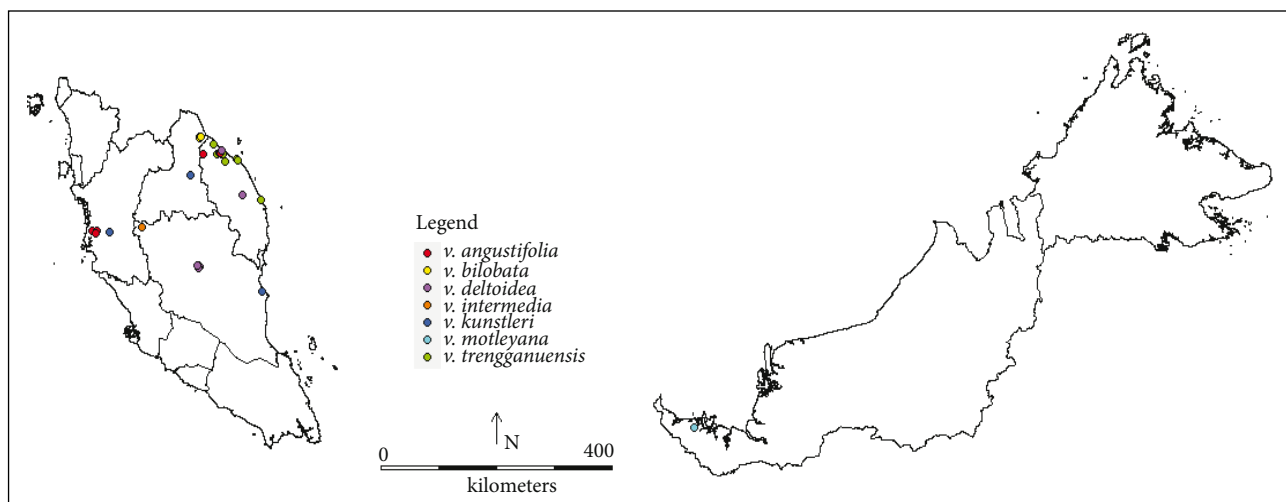 Legend
v. angustifolia
v. bilobata
v. deltoidea
v. intermedia
v. kunstleri
v. motleyana
v. trengganuensis
N
0 400
kilometers